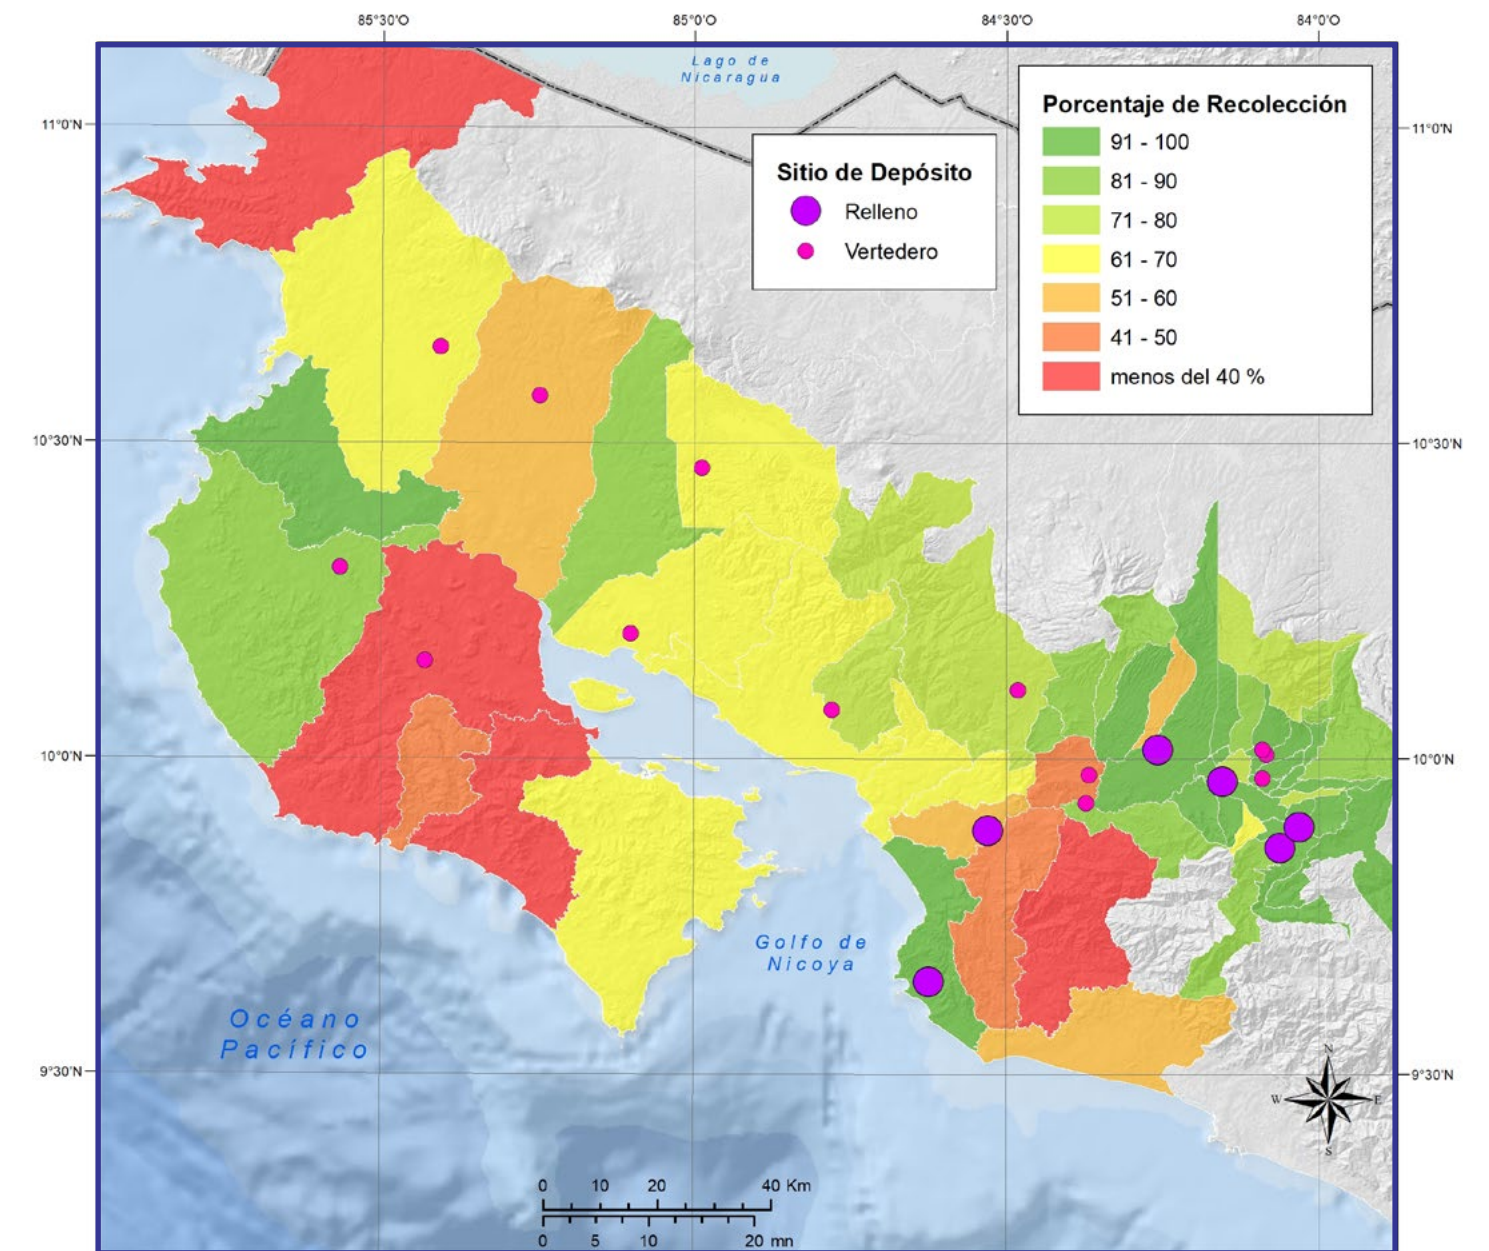 85°30'O
85°0'O
84°30'O
84°0'O
Lago de
Nicaragua
11°0'N
11°0'N
Porcentaje de Recolección
91 - 100
81 - 90
71 - 80
61 - 70
51 - 60
41 - 50
menos del 40 %
Sitio de Depósito
Relleno
Vertedero
10°30'N
10°30'N
10°0'N
10°0'N
Golfo de
Nicoya
Océano
Pacífico
9°30'N
9°30'N
N
W
E
S
0 10 20 40 Km
0 5 10 20 mn